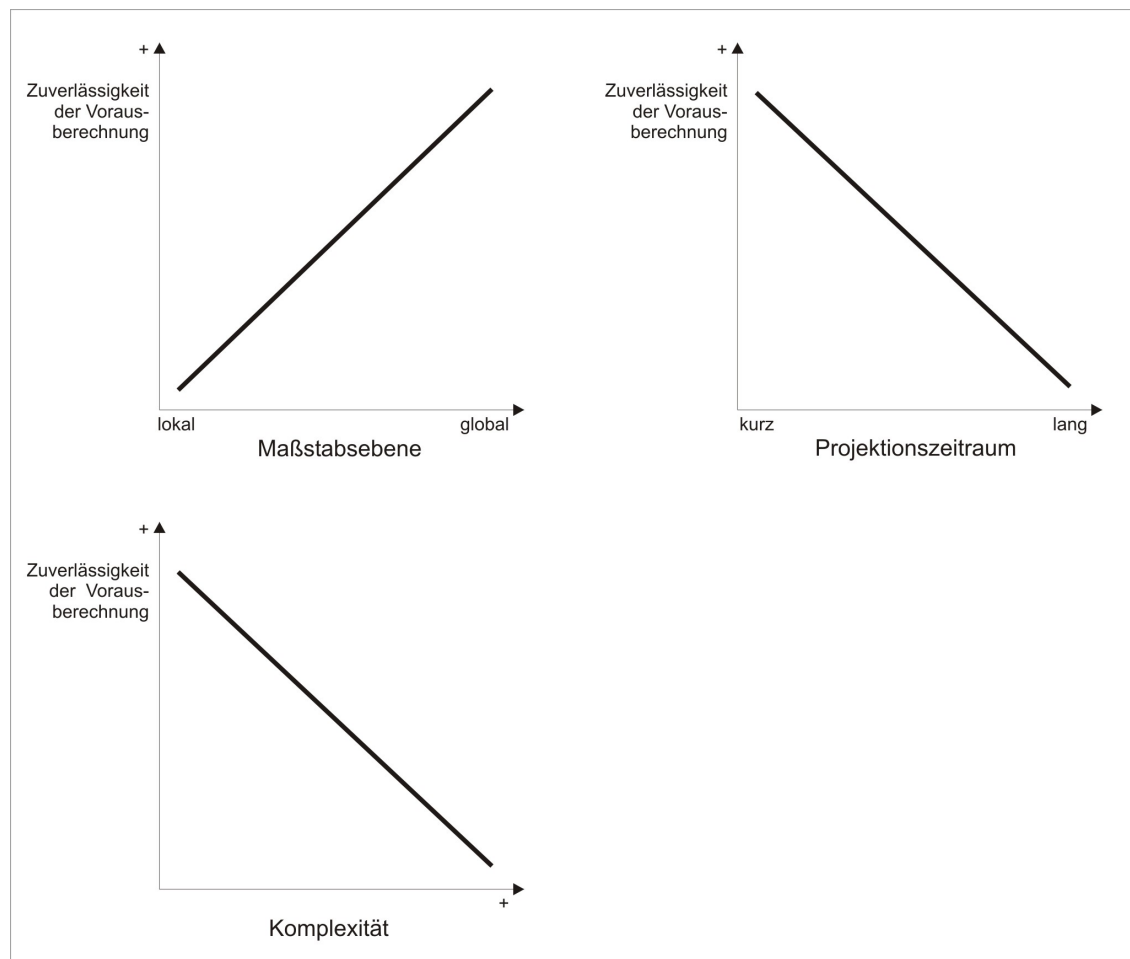 +
Zuverlässigkeit
der Voraus-
berechnung
lokal
global
Maßstabsebene
+
Zuverlässigkeit
der Voraus-
berechnung
kurz
lang
Projektionszeitraum
+
Zuverlässigkeit
der Voraus-
berechnung
+
Komplexität